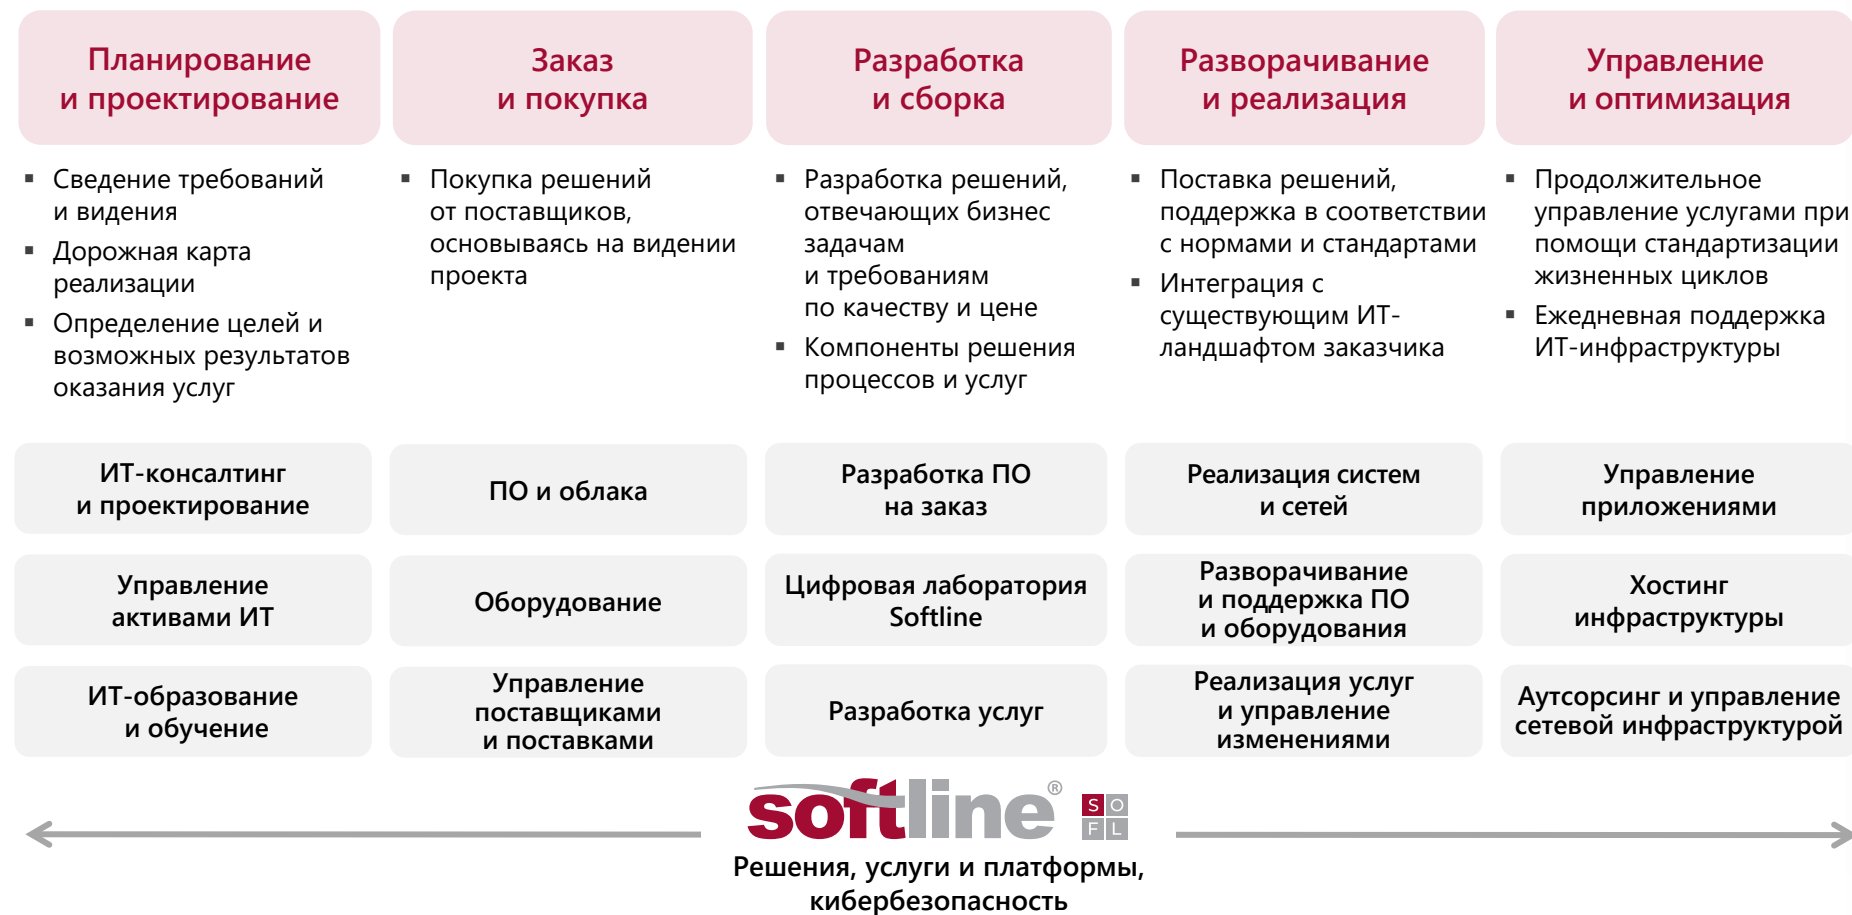 Планирование
и проектирование
Заказ
и покупка
Разработка
и сборка
Разворачивание
и реализация
Управление
и оптимизация
▪ Сведение требований
и видения
▪ Дорожная карта
реализации
▪ Определение целей и
возможных результатов
оказания услуг
▪ Покупка решений
от поставщиков,
основываясь на видении
проекта
▪ Разработка решений,
отвечающих бизнес
задачам
и требованиям
по качеству и цене
▪ Компоненты решения
процессов и услуг
▪ Поставка решений,
поддержка в соответствии
с нормами и стандартами
▪ Интеграция с
существующим ИТ-
ландшафтом заказчика
▪ Продолжительное
управление услугами при
помощи стандартизации
жизненных циклов
▪ Ежедневная поддержка
ИТ-инфраструктуры
ИТ-консалтинг
и проектирование
ПО и облака
Разработка ПО
на заказ
Реализация систем
и сетей
Управление
приложениями
Управление
активами ИТ
Оборудование
Цифровая лаборатория
Softline
Разворачивание
и поддержка ПО
и оборудования
Хостинг
инфраструктуры
ИТ-образование
и обучение
Управление
поставщиками
и поставками
Разработка услуг
Реализация услуг
и управление
изменениями
Аутсорсинг и управление
сетевой инфраструктурой
softline®
SO
FL
Решения, услуги и платформы,
кибербезопасность